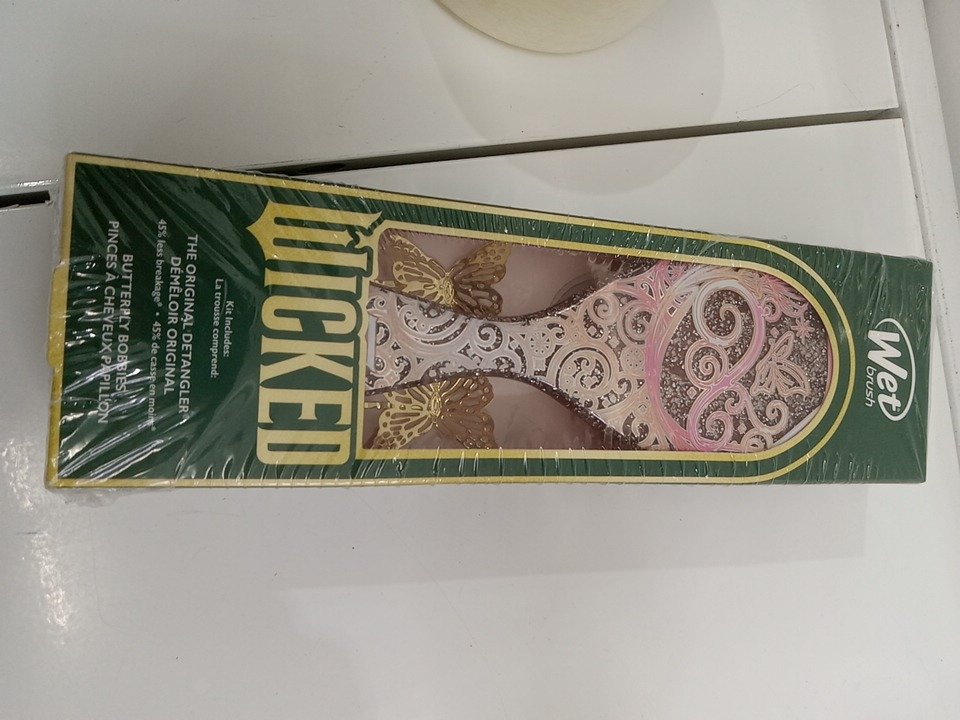 Wet
brush
WICKED
Kit Includes:
La trousse comprend:
THE ORIGINAL DETANGLER®
DÉMÊLOIR ORIGINAL
45% less breakage* • 45% de casse en moins*
BUTTERFLY BOBBIES
PINCES À CHEVEUX PAPILLON